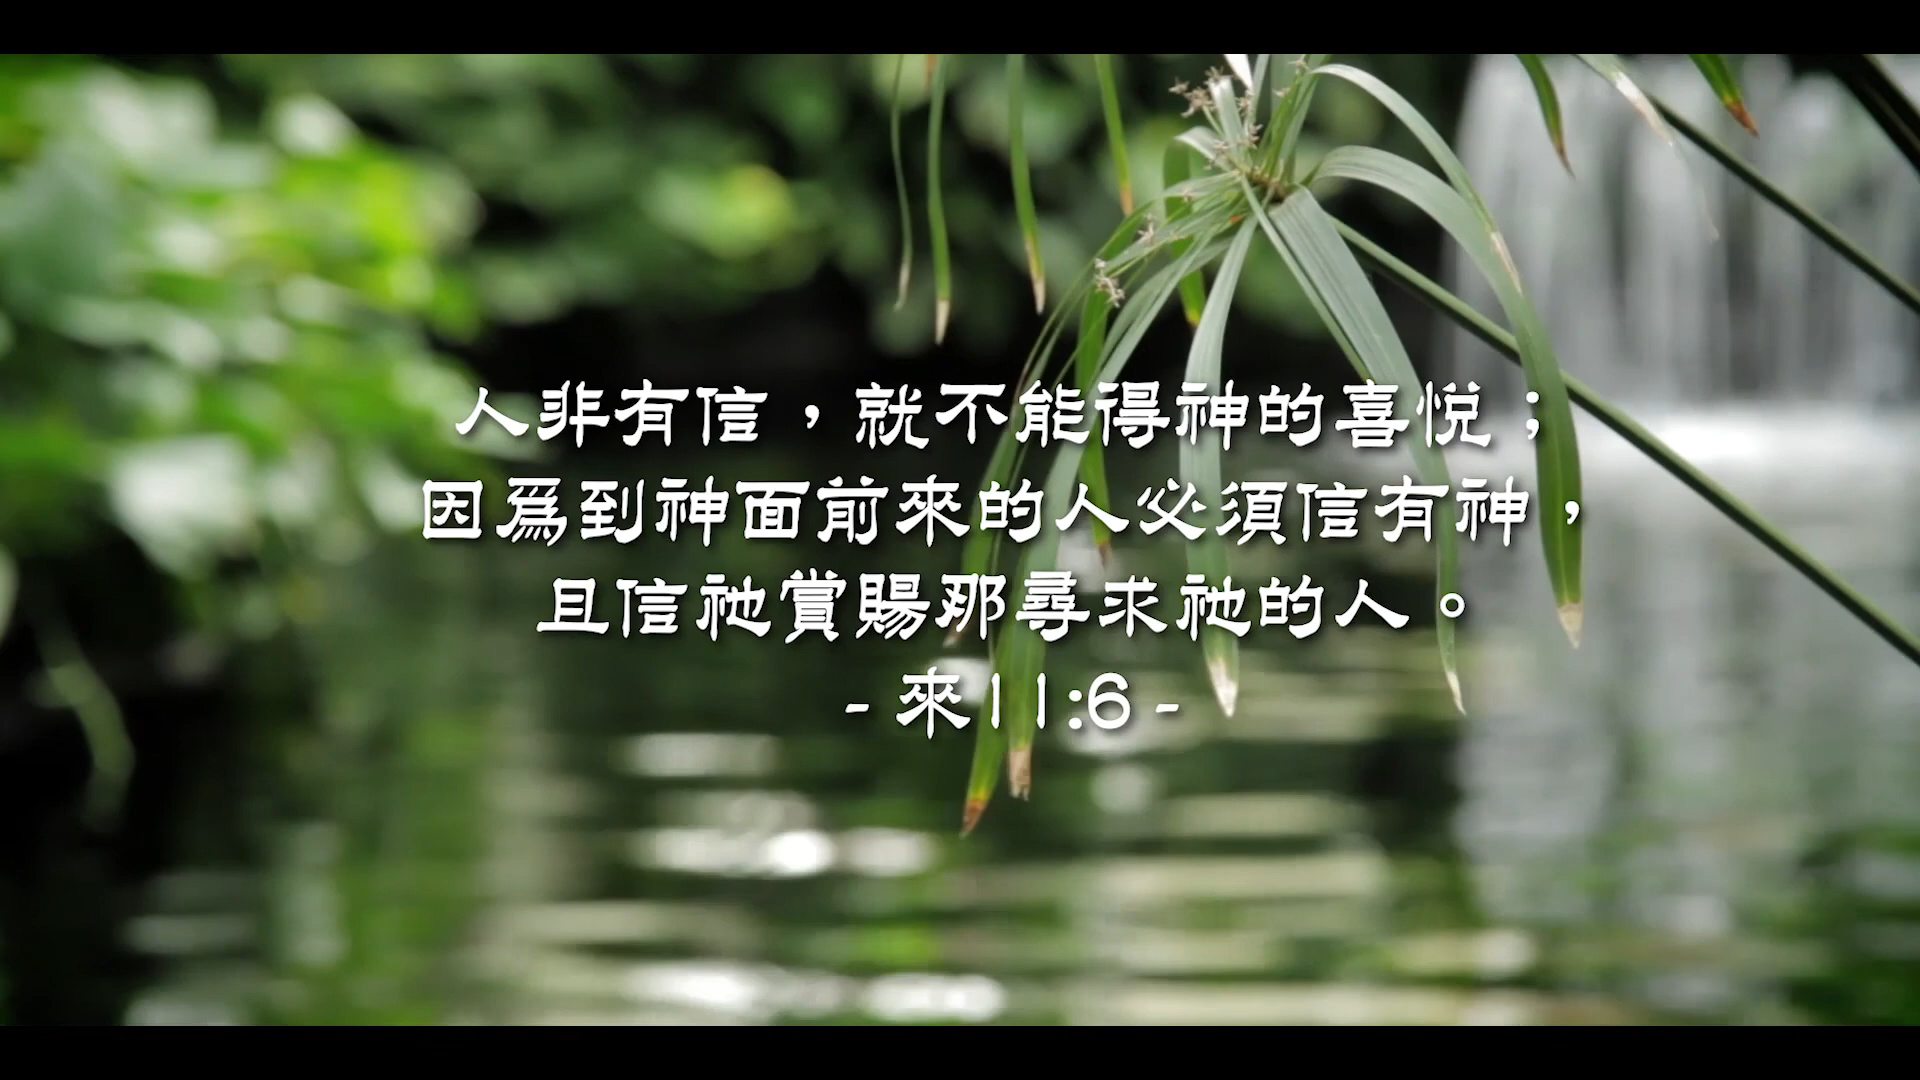 人非有信，就不能得神的喜悅；
因爲到神面前來的人必須信有神，
且信祂賞賜那尋求祂的人。
- 來11:6 -